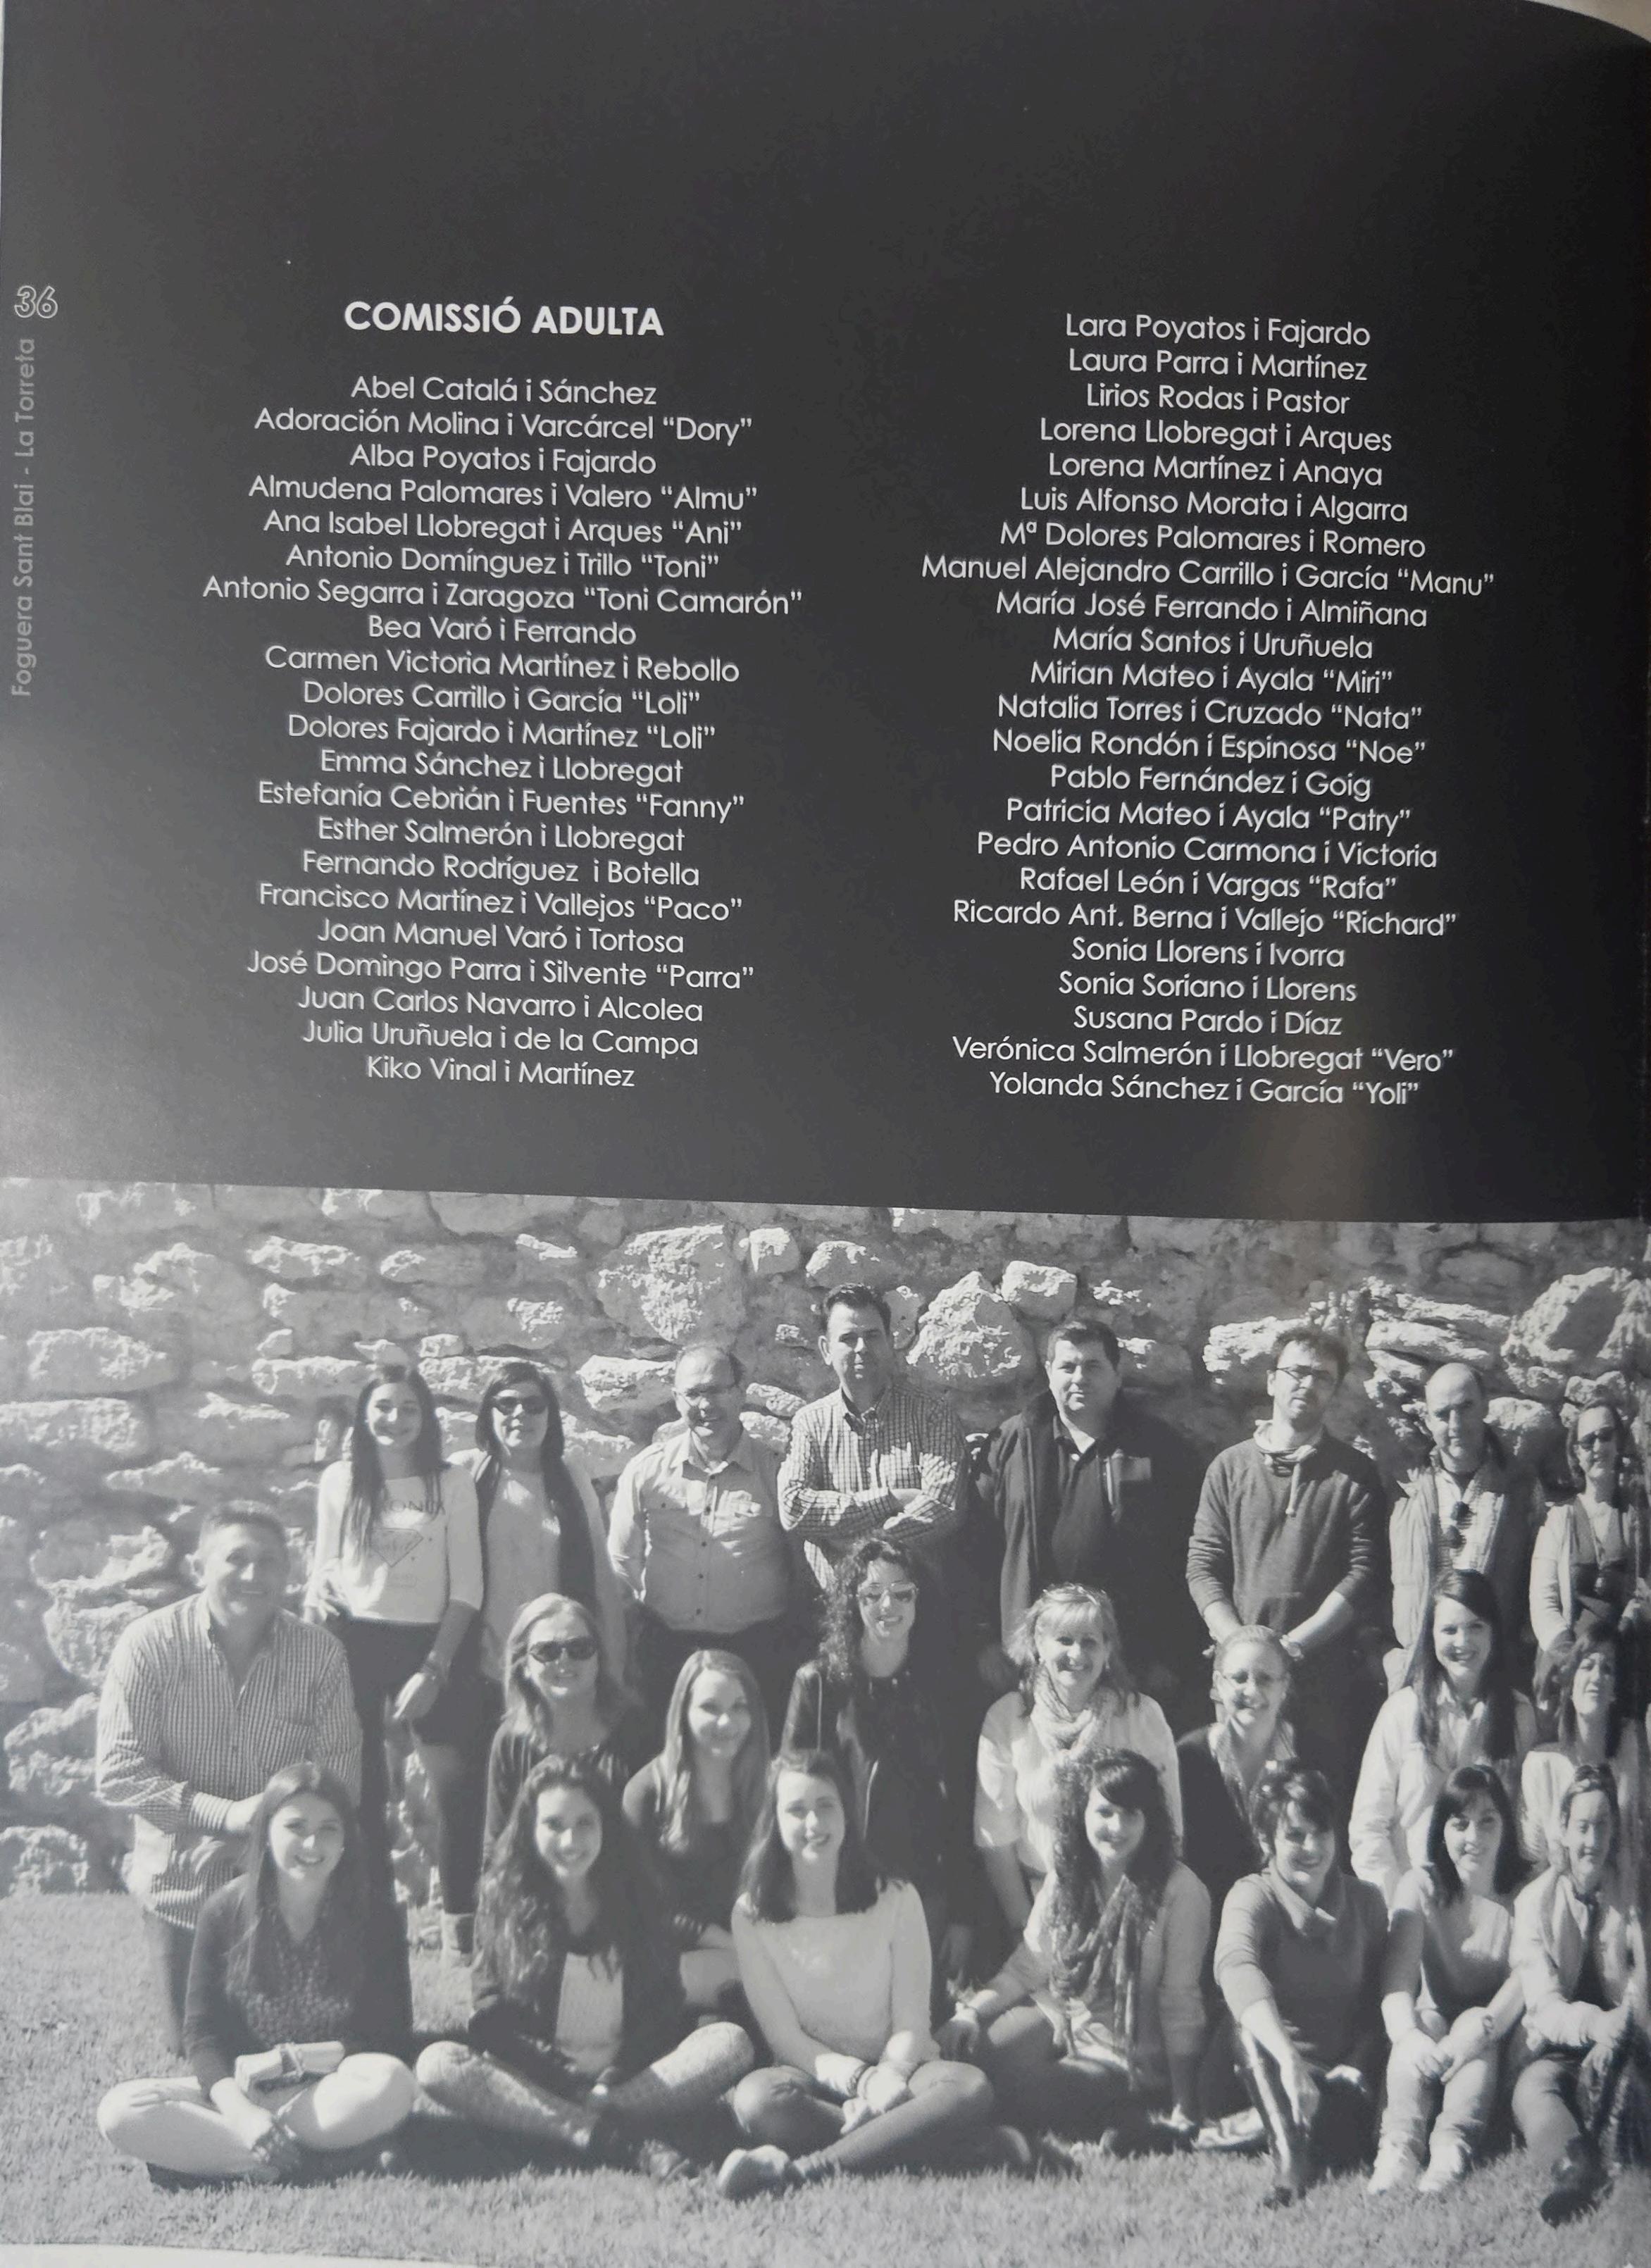 36
Foguera Sant Blai - La Torreta
COMISSIÓ ADULTA
Abel Catalá i Sánchez
Adoración Molina i Varcárcel “Dory”
Alba Poyatos i Fajardo
Almudena Palomares i Valero “Almu”
Ana Isabel Llobregat i Arques “Ani”
Antonio Domínguez i Trillo “Toni”
Antonio Segarra i Zaragoza “Toni Camarón”
Bea Varó i Ferrando
Carmen Victoria Martínez i Rebollo
Dolores Carrillo i García “Loli”
Dolores Fajardo i Martínez “Loli”
Emma Sánchez i Llobregat
Estefanía Cebrián i Fuentes “Fanny”
Esther Salmerón i Llobregat
Fernando Rodríguez i Botella
Francisco Martínez i Vallejos “Paco”
Joan Manuel Varó i Tortosa
José Domingo Parra i Silvente “Parra”
Juan Carlos Navarro i Alcolea
Julia Uruñuela i de la Campa
Kiko Vinal i Martínez
Lara Poyatos i Fajardo
Laura Parra i Martínez
Lirios Rodas i Pastor
Lorena Llobregat i Arques
Lorena Martínez i Anaya
Luis Alfonso Morata i Algarra
Mª Dolores Palomares i Romero
Manuel Alejandro Carrillo i García “Manu”
María José Ferrando i Almiñana
María Santos i Uruñuela
Mirian Mateo i Ayala “Miri”
Natalia Torres i Cruzado “Nata”
Noelia Rondón i Espinosa “Noe”
Pablo Fernández i Goig
Patricia Mateo i Ayala “Patry”
Pedro Antonio Carmona i Victoria
Rafael León i Vargas “Rafa”
Ricardo Ant. Berna i Vallejo “Richard”
Sonia Llorens i Ivorra
Sonia Soriano i Llorens
Susana Pardo i Díaz
Verónica Salmerón i Llobregat “Vero”
Yolanda Sánchez i García “Yoli”